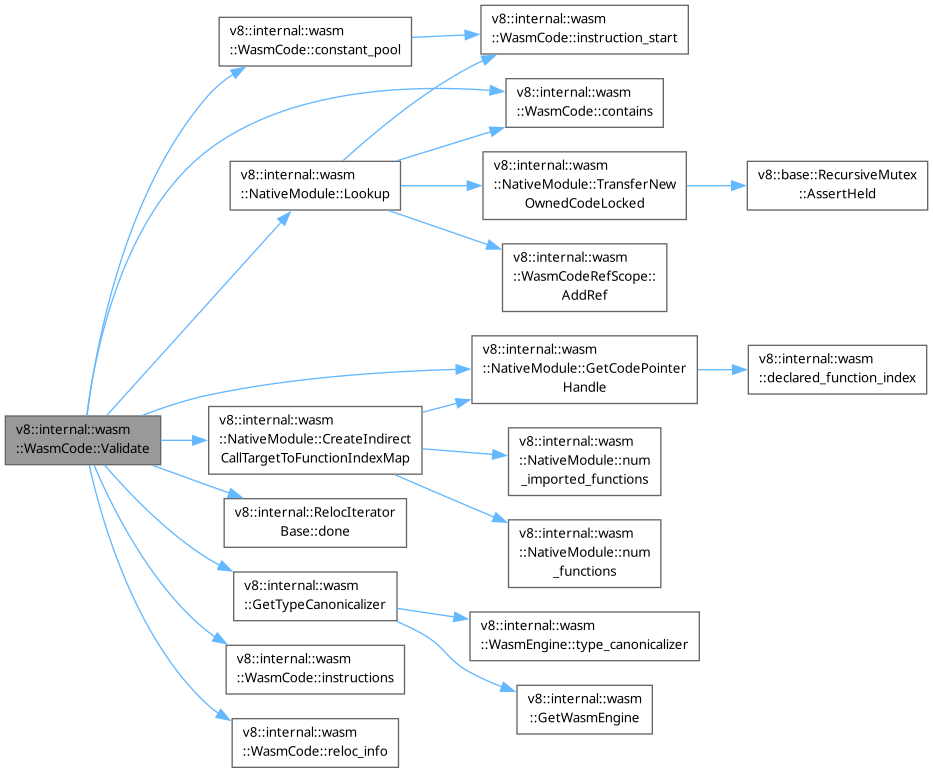 v8::internal::wasm
::WasmCode::Validate
v8::internal::wasm
::WasmCode::constant_pool
v8::internal::wasm
::WasmCode::instruction_start
v8::internal::wasm
::WasmCode::contains
v8::internal::wasm
::NativeModule::Lookup
v8::internal::wasm
::NativeModule::TransferNew
OwnedCodeLocked
v8::base::RecursiveMutex
::AssertHeld
v8::internal::wasm
::WasmCodeRefScope::
AddRef
v8::internal::wasm
::NativeModule::GetCodePointer
Handle
v8::internal::wasm
::declared_function_index
v8::internal::wasm
::NativeModule::CreateIndirect
CallTargetToFunctionIndexMap
v8::internal::wasm
::NativeModule::num
_imported_functions
v8::internal::wasm
::NativeModule::num
_functions
v8::internal::RelocIterator
Base::done
v8::internal::wasm
::GetTypeCanonicalizer
v8::internal::wasm
::WasmEngine::type_canonicalizer
v8::internal::wasm
::GetWasmEngine
v8::internal::wasm
::WasmCode::instructions
v8::internal::wasm
::WasmCode::reloc_info